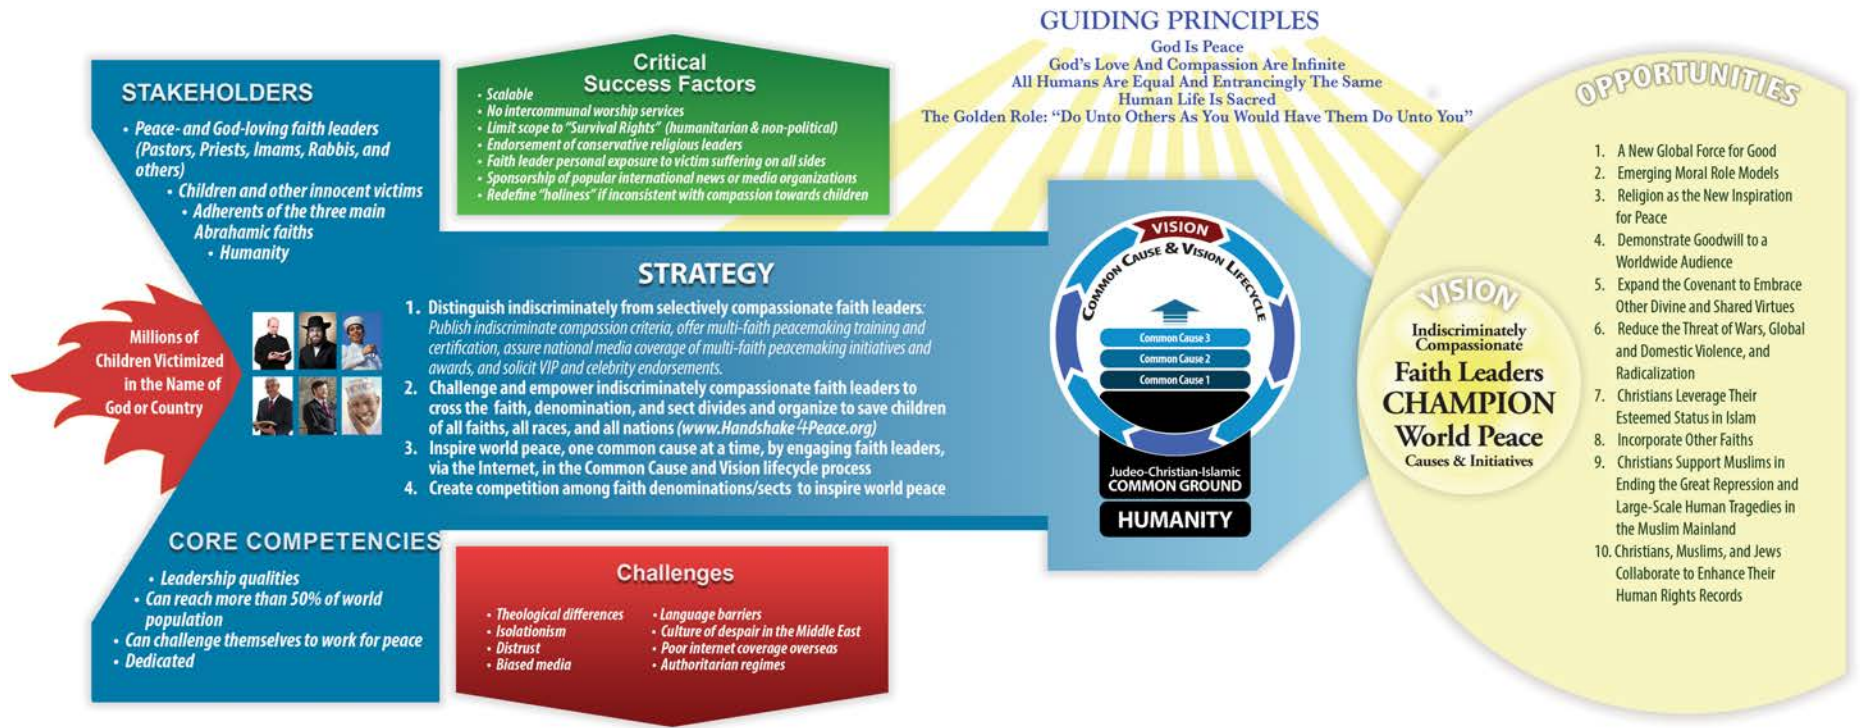 STAKEHOLDERS
• Peace- and God-loving faith leaders
(Pastors, Priests, Imams, Rabbis, and
others)
• Children and other innocent victims
• Adherents of the three main
Abrahamic faiths
• Humanity
Millions of
Children Victimized
in the Name of
God or Country
CORE COMPETENCIES
• Leadership qualities
• Can reach more than 50% of world
population
• Can challenge themselves to work for peace
• Dedicated
Critical
Success Factors
• Scalable
• No intercommunal worship services
• Limit scope to "Survival Rights" (humanitarian & non-political)
• Endorsement of conservative religious leaders
• Faith leader personal exposure to victim suffering on all sides
• Sponsorship of popular international news or media organizations
• Redefine "holiness" if inconsistent with compassion towards children
STRATEGY
1. Distinguish indiscriminately from selectively compassionate faith leaders:
Publish indiscriminate compassion criteria, offer multi-faith peacemaking training and
certification, assure national media coverage of multi-faith peacemaking initiatives and
awards, and solicit VIP and celebrity endorsements.
2. Challenge and empower indiscriminately compassionate faith leaders to
cross the faith, denomination, and sect divides and organize to save children
of all faiths, all races, and all nations (www.Handshake4Peace.org)
3. Inspire world peace, one common cause at a time, by engaging faith leaders,
via the Internet, in the Common Cause and Vision lifecycle process
4. Create competition among faith denominations/sects to inspire world peace
Challenges
• Theological differences
• Isolationism
• Distrust
• Biased media
• Language barriers
• Culture of despair in the Middle East
• Poor internet coverage overseas
• Authoritarian regimes
GUIDING PRINCIPLES
God Is Peace
God's Love And Compassion Are Infinite
All Humans Are Equal And Entrancingly The Same
Human Life Is Sacred
The Golden Role: "Do Unto Others As You Would Have Them Do Unto You"
VISION
COMMON CAUSE & VISION LIFECYCLE
Common Cause 3
Common Cause 2
Common Cause 1
Judeo-Christian-Islamic
COMMON GROUND
HUMANITY
VISION
Indiscriminately
Compassionate
Faith Leaders
CHAMPION
World Peace
Causes & Initiatives
OPPORTUNITIES
1. A New Global Force for Good
2. Emerging Moral Role Models
3. Religion as the New Inspiration
for Peace
4. Demonstrate Goodwill to a
Worldwide Audience
5. Expand the Covenant to Embrace
Other Divine and Shared Virtues
6. Reduce the Threat of Wars, Global
and Domestic Violence, and
Radicalization
7. Christians Leverage Their
Esteemed Status in Islam
8. Incorporate Other Faiths
9. Christians Support Muslims in
Ending the Great Repression and
Large-Scale Human Tragedies in
the Muslim Mainland
10. Christians, Muslims, and Jews
Collaborate to Enhance Their
Human Rights Records